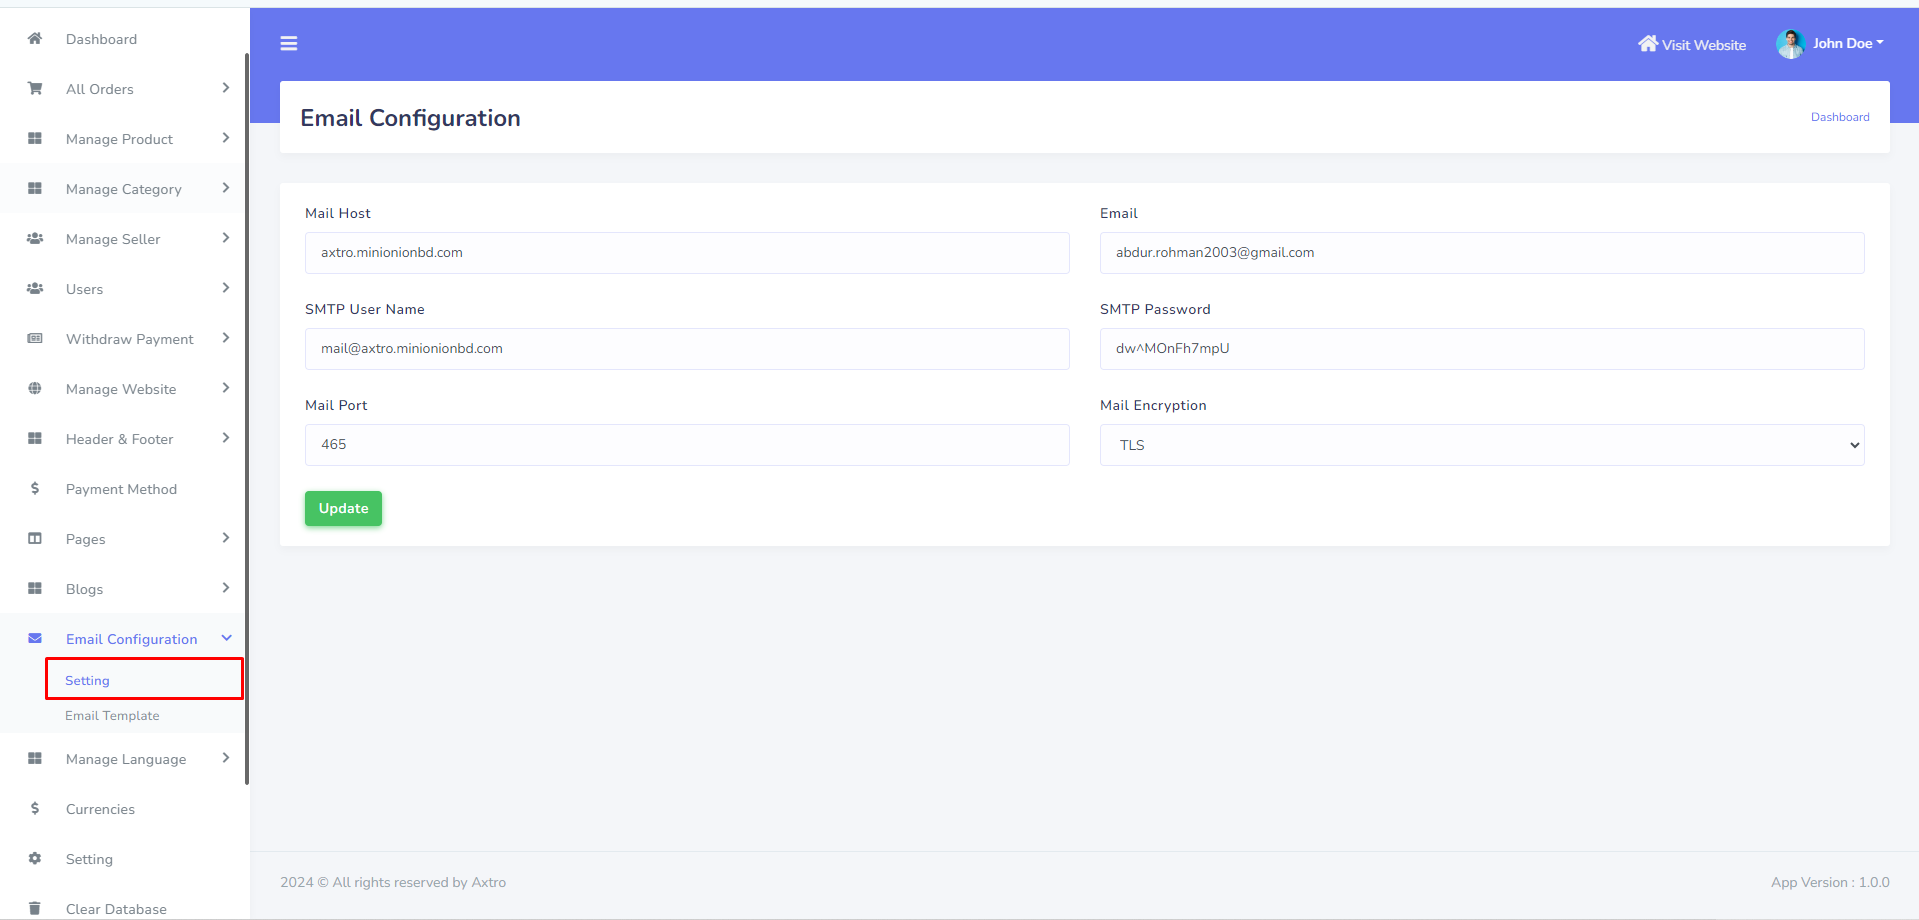 Dashboard
All Orders
Manage Product
Manage Category
Manage Seller
Users
Withdraw Payment
Manage Website
Header & Footer
Payment Method
Pages
Blogs
Email Configuration
Setting
Email Template
Manage Language
Currencies
Setting
Clear Database
Visit Website
John Doe
Email Configuration
Dashboard
Mail Host
axtro.minionionbd.com
Email
abdur.rohman2003@gmail.com
SMTP User Name
mail@axtro.minionionbd.com
SMTP Password
dw^MOnFh7mpU
Mail Port
465
Mail Encryption
TLS
Update
2024 © All rights reserved by Axtro
App Version : 1.0.0